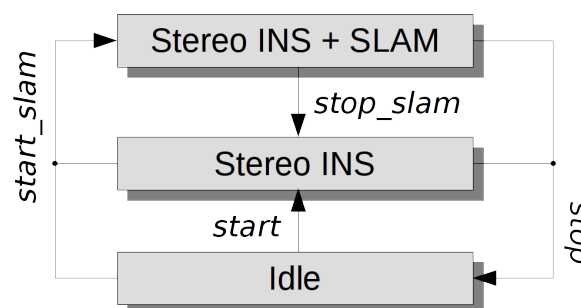 Stereo INS + SLAM
stop_slam
start_slam
Stereo INS
start
stop
Idle